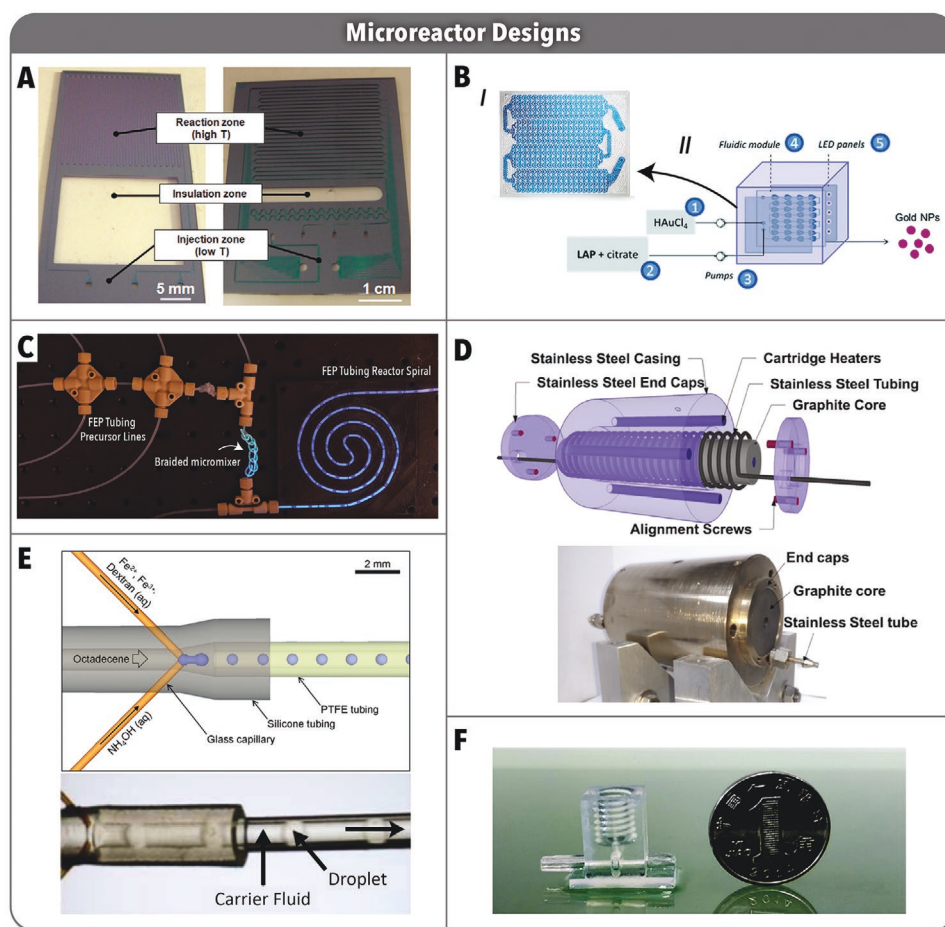 Microreactor Designs
A
Reaction zone
(high T)
Insulation zone
Injection zone
(low T)
5 mm
1 cm
B
I
II
Fluidic module
4
LED panels
5
1
HAuCl₄
LAP + citrate
2
Pumps
3
Gold NPs
C
FEP Tubing
Precursor Lines
Braided micromixer
FEP Tubing Reactor Spiral
D
Stainless Steel Casing
Stainless Steel End Caps
Cartridge Heaters
Stainless Steel Tubing
Graphite Core
Alignment Screws
End caps
Graphite core
Stainless Steel tube
E
Fe²⁺, Fe³⁺,
Dextran (aq)
2 mm
Octadecene
NH₄OH (aq)
PTFE tubing
Silicone tubing
Glass capillary
Droplet
Carrier Fluid
F
1